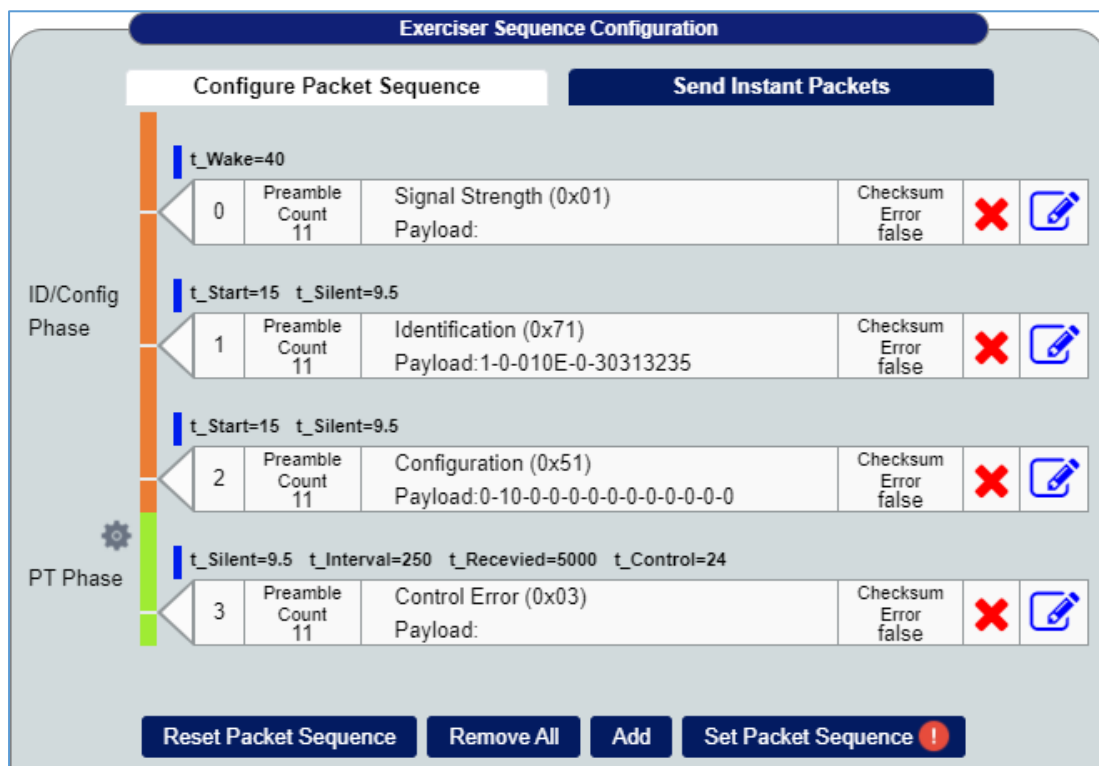 Exerciser Sequence Configuration
Configure Packet Sequence
Send Instant Packets
t_Wake=40
0
Preamble
Count
11
Signal Strength (0x01)
Payload:
Checksum
Error
false
ID/Config
Phase
t_Start=15 t_Silent=9.5
1
Preamble
Count
11
Identification (0x71)
Payload:1-0-010E-0-30313235
Checksum
Error
false
t_Start=15 t_Silent=9.5
2
Preamble
Count
11
Configuration (0x51)
Payload:0-10-0-0-0-0-0-0-0-0-0-0-0
Checksum
Error
false
PT Phase
t_Silent=9.5 t_Interval=250 t_Recevied=5000 t_Control=24
3
Preamble
Count
11
Control Error (0x03)
Payload:
Checksum
Error
false
Reset Packet Sequence
Remove All
Add
Set Packet Sequence !